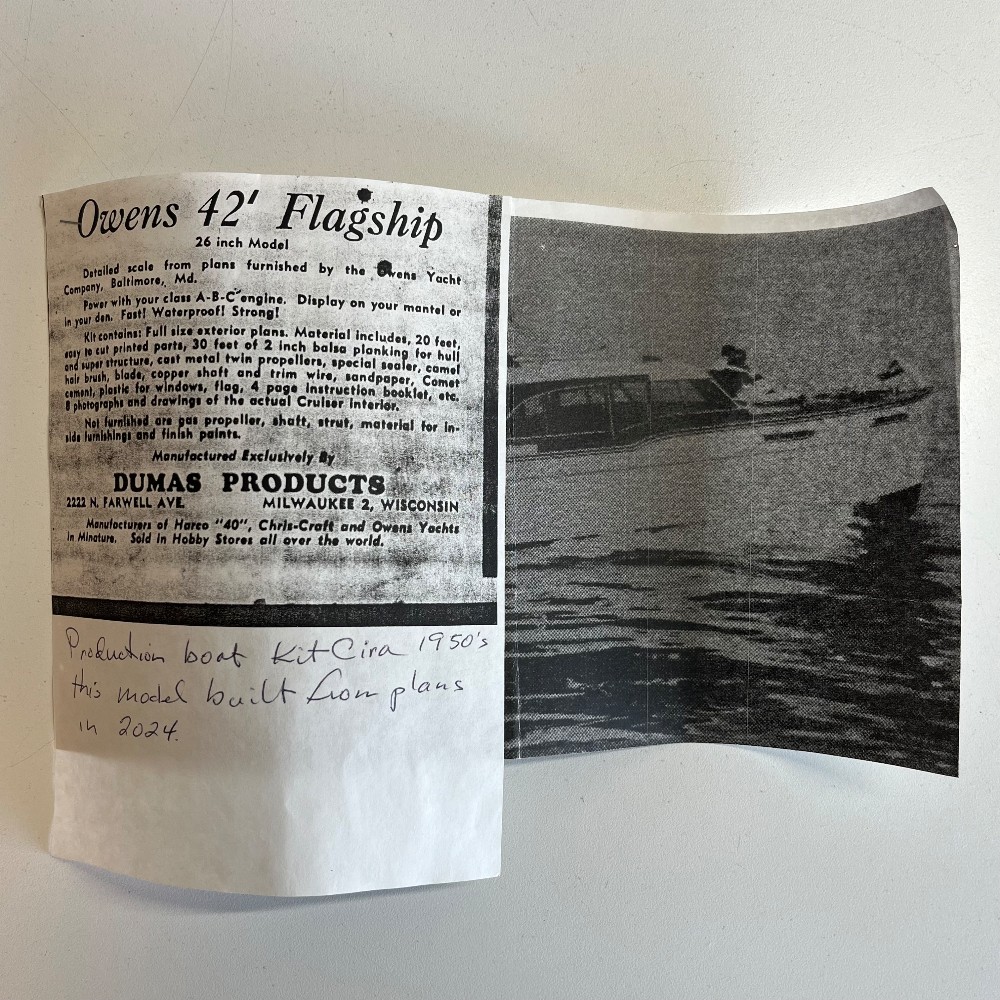 Owens 42' Flagship
26 inch Model
Detailed scale from plans furnished by the Owens Yacht
Company, Baltimore, Md.
Power with your class A-B-C engine. Display on your mantel or
in your den. Fast! Waterproof! Strong!
Kit contains: Full size exterior plans. Material includes, 20 feet,
easy to cut printed parts, 30 feet of 2 inch balsa planking for hull
and super structure, cast metal twin propellers, special sealer, camel
hair brush, blade, copper shaft and trim wire, sandpaper, Comet
cement, plastic for windows, flag, 4 page instruction booklet, etc.
8 photographs and drawings of the actual Cruiser interior.
Not furnished are gas propeller, shaft, strut, material for in-
side furnishings and finish paints.
Manufactured Exclusively By
DUMAS PRODUCTS
2222 N. FARWELL AVE MILWAUKEE 2, WISCONSIN
Manufacturers of Harco "40", Chris-Craft and Owens Yachts
in Minature. Sold in Hobby Stores all over the world.
Production boat Kit Cira 1950's
this model built from plans
in 2024.